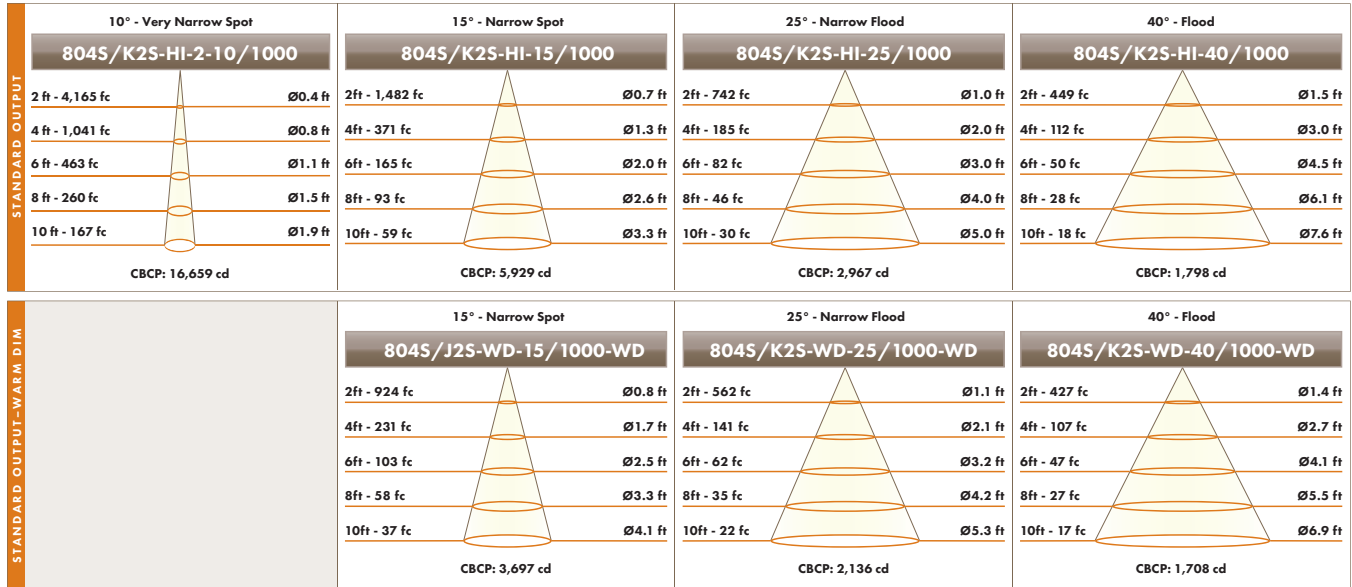 STANDARD OUTPUT
10° - Very Narrow Spot
804S/K2S-HI-2-10/1000
2 ft - 4,165 fc Ø0.4 ft
4 ft - 1,041 fc Ø0.8 ft
6 ft - 463 fc Ø1.1 ft
8 ft - 260 fc Ø1.5 ft
10 ft - 167 fc Ø1.9 ft
CBCP: 16,659 cd
15° - Narrow Spot
804S/K2S-HI-15/1000
2ft - 1,482 fc Ø0.7 ft
4ft - 371 fc Ø1.3 ft
6ft - 165 fc Ø2.0 ft
8ft - 93 fc Ø2.6 ft
10ft - 59 fc Ø3.3 ft
CBCP: 5,929 cd
25° - Narrow Flood
804S/K2S-HI-25/1000
2ft - 742 fc Ø1.0 ft
4ft - 185 fc Ø2.0 ft
6ft - 82 fc Ø3.0 ft
8ft - 46 fc Ø4.0 ft
10ft - 30 fc Ø5.0 ft
CBCP: 2,967 cd
40° - Flood
804S/K2S-HI-40/1000
2ft - 449 fc Ø1.5 ft
4ft - 112 fc Ø3.0 ft
6ft - 50 fc Ø4.5 ft
8ft - 28 fc Ø6.1 ft
10ft - 18 fc Ø7.6 ft
CBCP: 1,798 cd
STANDARD OUTPUT–WARM DIM
15° - Narrow Spot
804S/J2S-WD-15/1000-WD
2ft - 924 fc Ø0.8 ft
4ft - 231 fc Ø1.7 ft
6ft - 103 fc Ø2.5 ft
8ft - 58 fc Ø3.3 ft
10ft - 37 fc Ø4.1 ft
CBCP: 3,697 cd
25° - Narrow Flood
804S/K2S-WD-25/1000-WD
2ft - 562 fc Ø1.1 ft
4ft - 141 fc Ø2.1 ft
6ft - 62 fc Ø3.2 ft
8ft - 35 fc Ø4.2 ft
10ft - 22 fc Ø5.3 ft
CBCP: 2,136 cd
40° - Flood
804S/K2S-WD-40/1000-WD
2ft - 427 fc Ø1.4 ft
4ft - 107 fc Ø2.7 ft
6ft - 47 fc Ø4.1 ft
8ft - 27 fc Ø5.5 ft
10ft - 17 fc Ø6.9 ft
CBCP: 1,708 cd